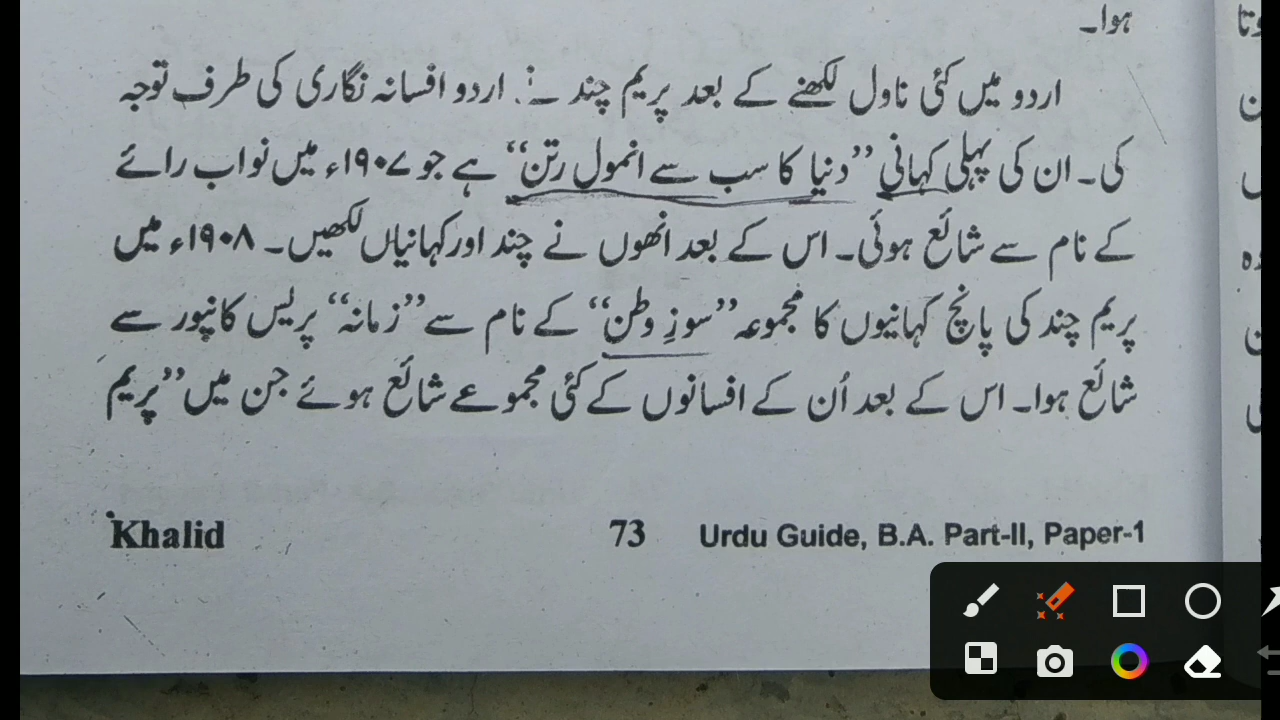 ہوا۔
اردو میں کئی ناول لکھنے کے بعد پریم چند نے اردو افسانہ نگاری کی طرف توجہ
کی۔ ان کی پہلی کہانی ”دنیا کا سب سے انمول رتن“ ہے جو ۱۹۰۷ء میں نواب رائے
کے نام سے شائع ہوئی۔ اس کے بعد انھوں نے چند اور کہانیاں لکھیں۔ ۱۹۰۸ء میں
پریم چند کی پانچ کہانیوں کا مجموعہ ”سوزِ وطن“ کے نام سے ”زمانہ“ پریس کانپور سے
شائع ہوا۔ اس کے بعد اُن کے افسانوں کے کئی مجموعے شائع ہوئے جن میں ”پریم
Khalid 73 Urdu Guide, B.A. Part-II, Paper-1